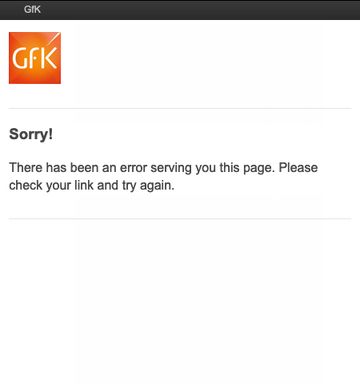 GfK
GfK
Sorry!
There has been an error serving you this page. Please
check your link and try again.